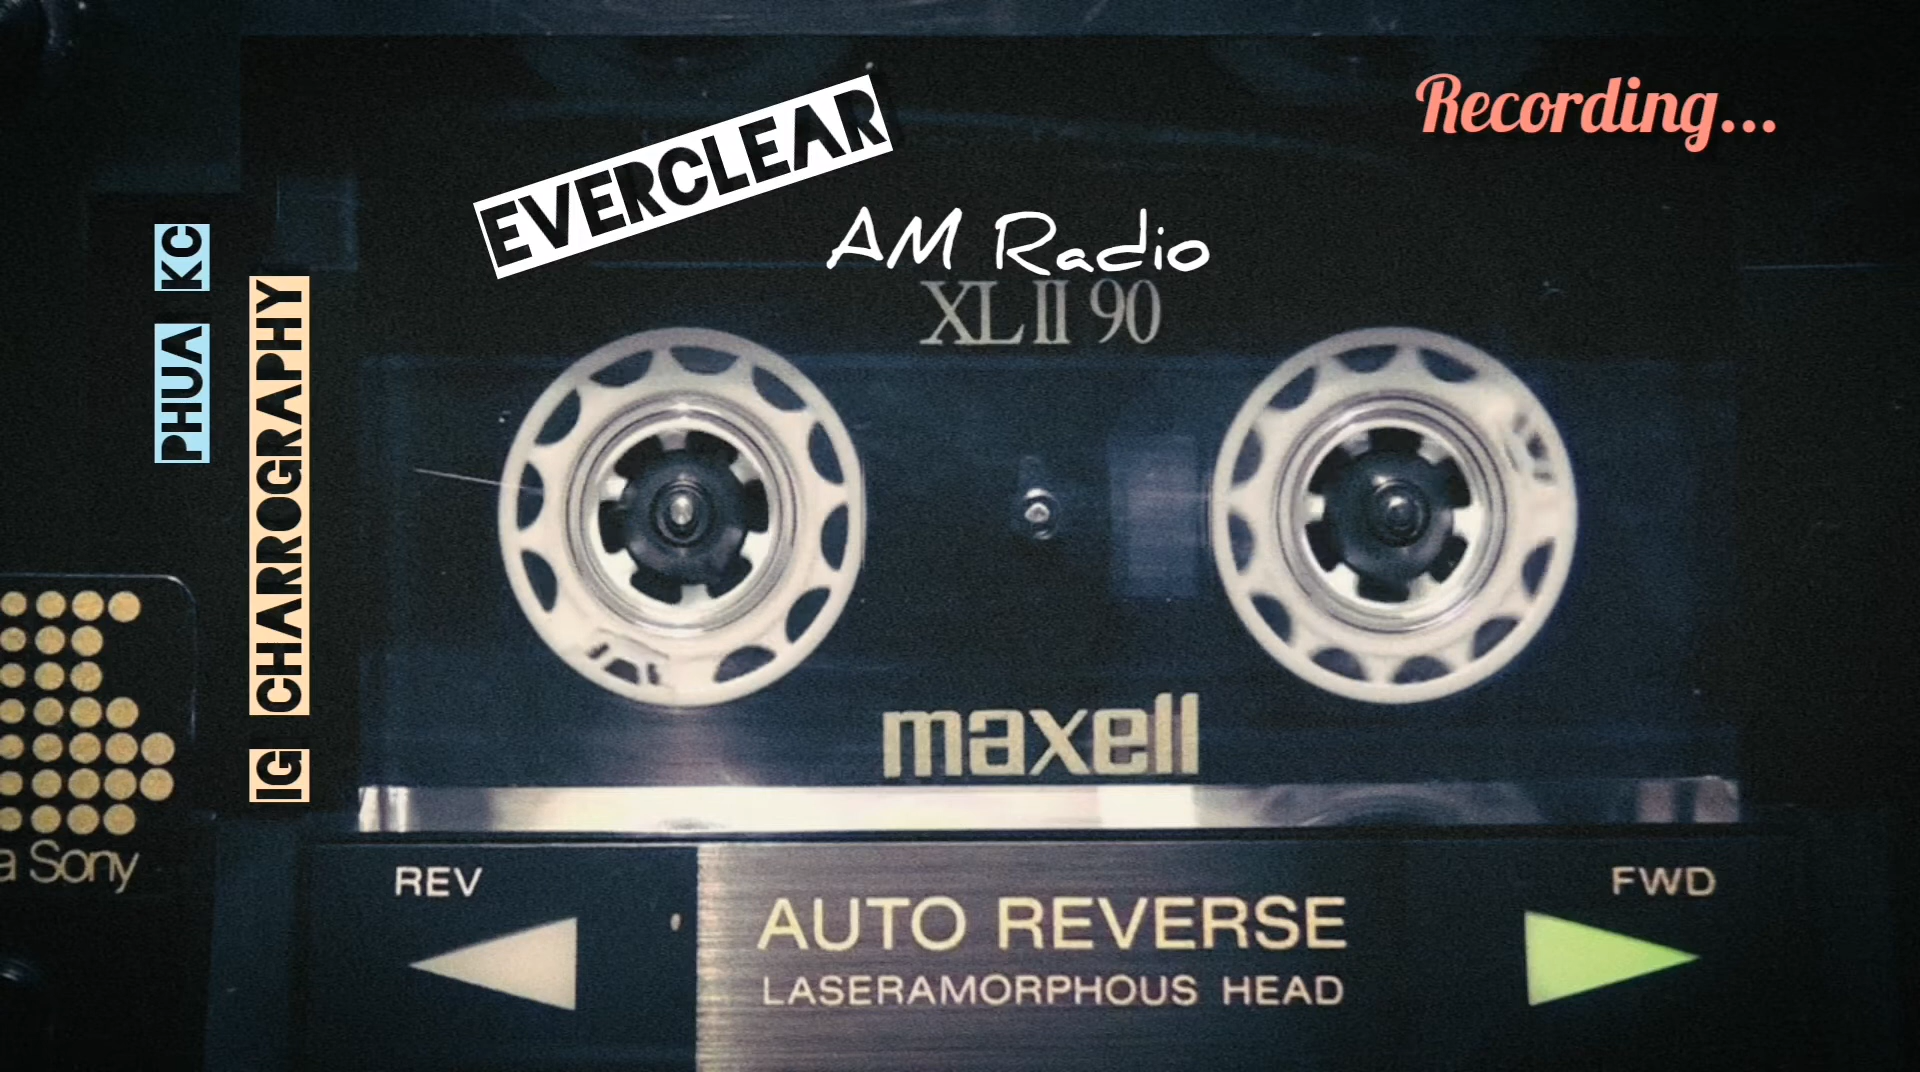 EVERCLEAR
AM Radio
Recording...
XL II 90
PHUA KC
IG CHARROGRAPHY
maxell
a Sony
REV
AUTO REVERSE
LASERAMORPHOUS HEAD
FWD